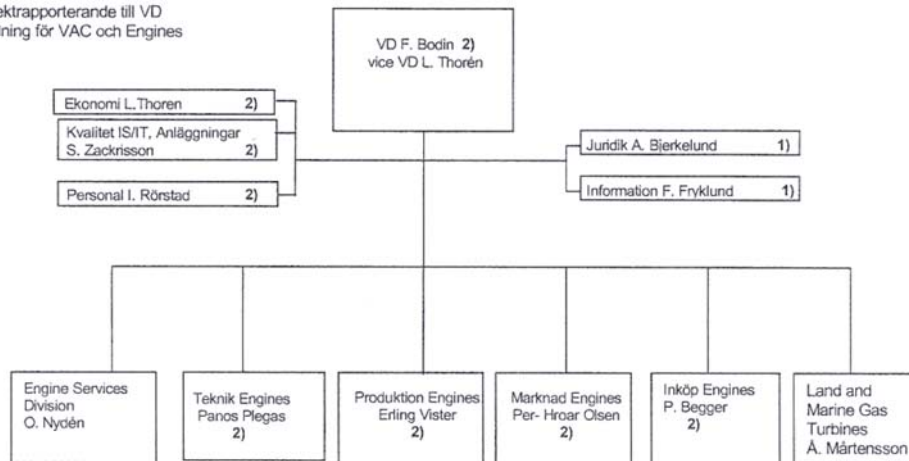 ektrapporterande till VD
lning för VAC och Engines
VD F. Bodin 2)
vice VD L. Thorén
Ekonomi L.Thoren 2)
Kvalitet IS/IT, Anläggningar
S. Zackrisson 2)
Personal I. Rörstad 2)
Juridik A. Bjerkelund 1)
Information F. Fryklund 1)
Engine Services
Division
O. Nydén
Teknik Engines
Panos Plegas
2)
Produktion Engines
Erling Vister
2)
Marknad Engines
Per- Hroar Olsen
2)
Inköp Engines
P. Begger
2)
Land and
Marine Gas
Turbines
Å. Mårtensson